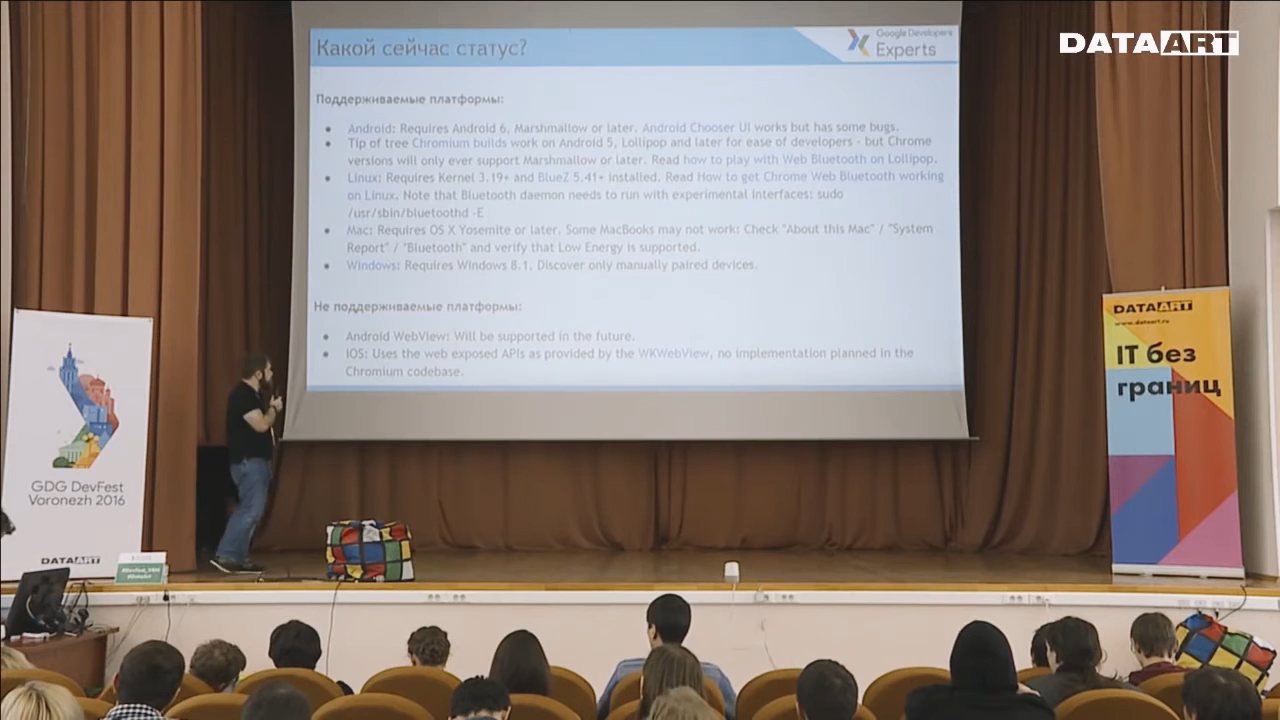 DATAART
Какой сейчас статус?
Google Developers
Experts
Поддерживаемые платформы:
Android: Requires Android 6, Marshmallow or later. Android Chooser UI works but has some bugs.
Tip of tree Chromium builds work on Android 5, Lollipop and later for ease of developers - but Chrome
versions will only ever support Marshmallow or later. Read how to play with Web Bluetooth on Lollipop.
Linux: Requires Kernel 3.19+ and BlueZ 5.41+ installed. Read How to get Chrome Web Bluetooth working
on Linux. Note that Bluetooth daemon needs to run with experimental interfaces: sudo
/usr/sbin/bluetoothd -E
Mac: Requires OS X Yosemite or later. Some MacBooks may not work: Check "About this Mac" / "System
Report" / "Bluetooth" and verify that Low Energy is supported.
Windows: Requires Windows 8.1. Discover only manually paired devices.
Не поддерживаемые платформы:
Android WebView: Will be supported in the future.
iOS: Uses the web exposed APIs as provided by the WKWebView, no implementation planned in the
Chromium codebase.
GDG DevFest
Voronezh 2016
DATAART
DATAART
www.dataart.ru
IT без
границ